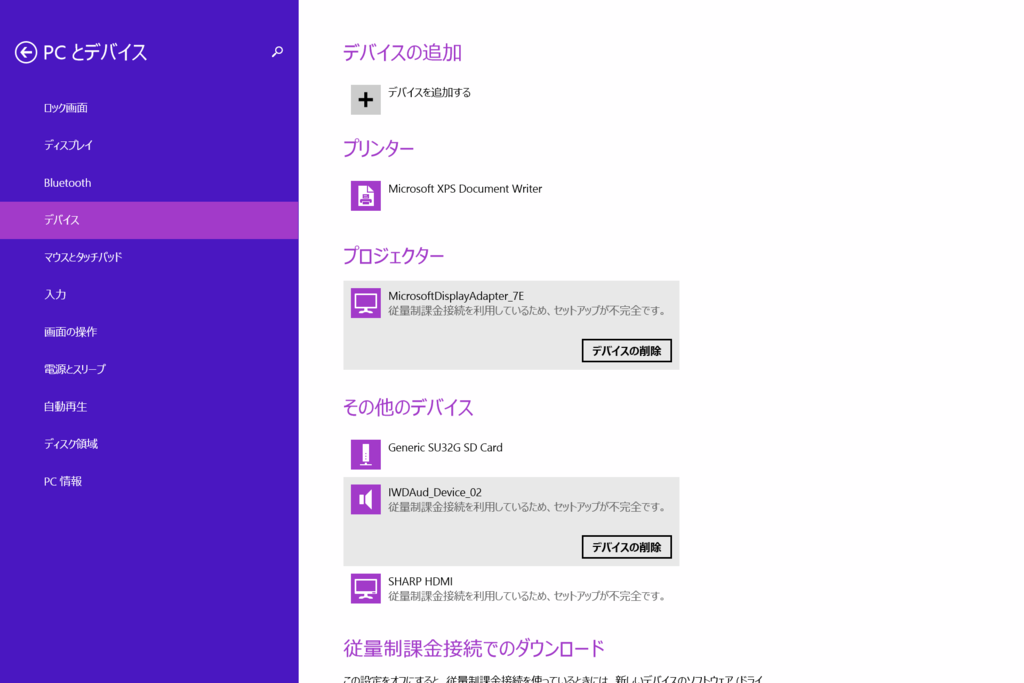 PC とデバイス
ロック画面
ディスプレイ
Bluetooth
デバイス
マウスとタッチパッド
入力
画面の操作
電源とスリープ
自動再生
ディスク領域
PC 情報
デバイスの追加
デバイスを追加する
プリンター
Microsoft XPS Document Writer
プロジェクター
MicrosoftDisplayAdapter_7E
従量制課金接続を利用しているため、セットアップが不完全です。
デバイスの削除
その他のデバイス
Generic SU32G SD Card
IWDAud_Device_02
従量制課金接続を利用しているため、セットアップが不完全です。
デバイスの削除
SHARP HDMI
従量制課金接続を利用しているため、セットアップが不完全です。
従量制課金接続でのダウンロード
この設定をオフにすると、従量制課金接続を使っているときには、新しいデバイスのソフトウェア (ドライ